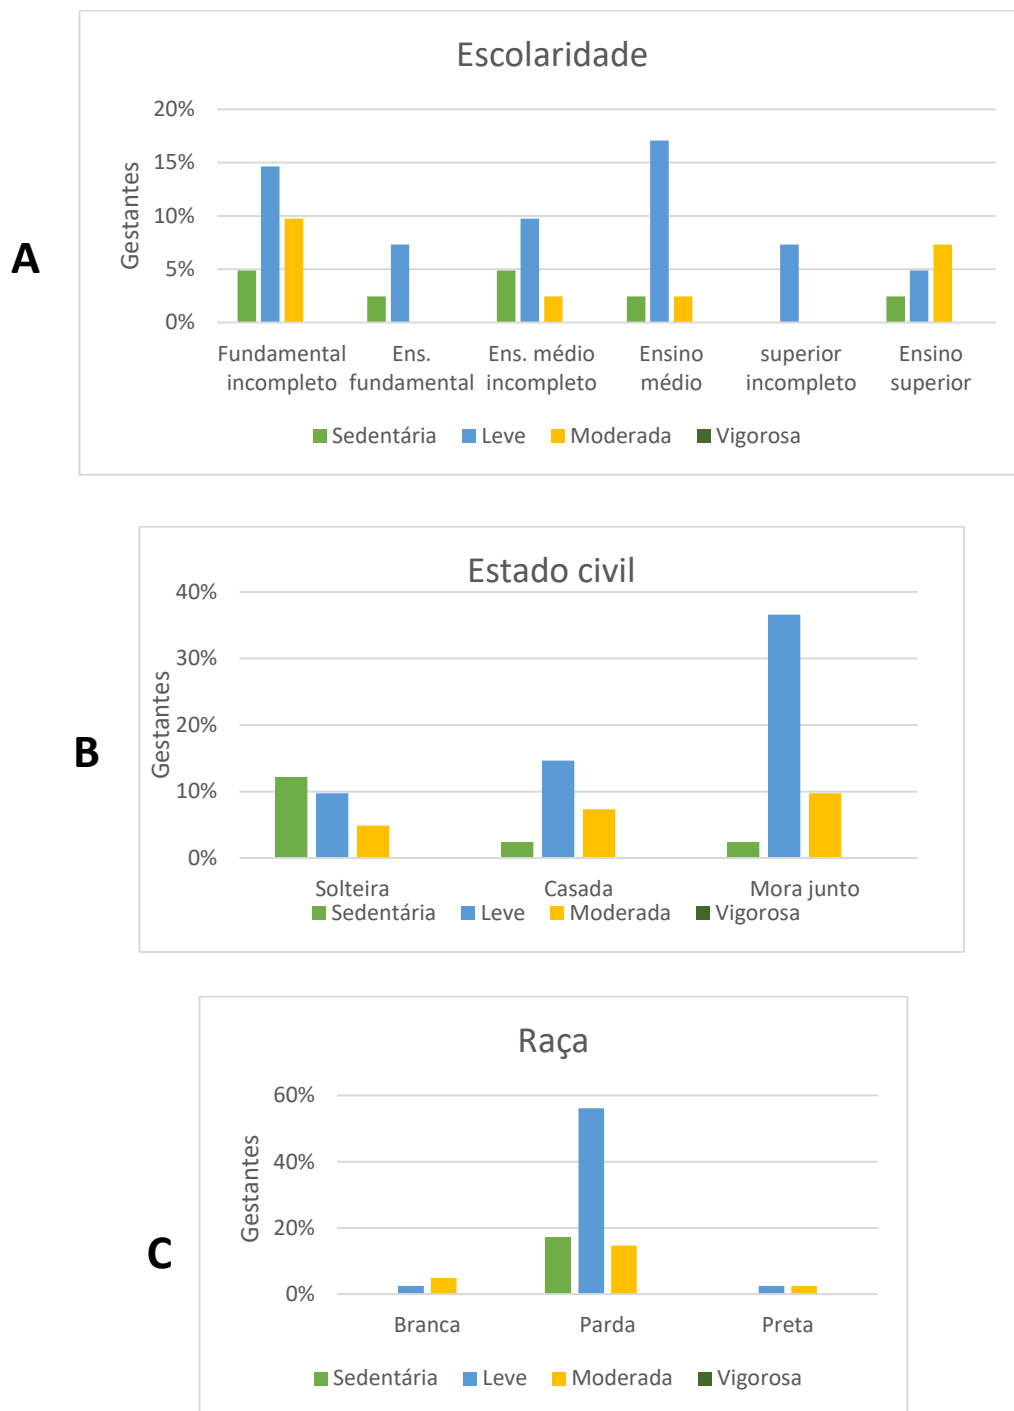 Escolaridade
20%
15%
10%
5%
0%
Gestantes
A
Fundamental incompleto
Ens. fundamental
Ens. médio incompleto
Ensino médio
superior incompleto
Ensino superior
Sedentária Leve Moderada Vigorosa
Estado civil
40%
30%
20%
10%
0%
Gestantes
B
Solteira Casada Mora junto
Sedentária Leve Moderada Vigorosa
Raça
60%
40%
20%
0%
Gestantes
C
Branca Parda Preta
Sedentária Leve Moderada Vigorosa